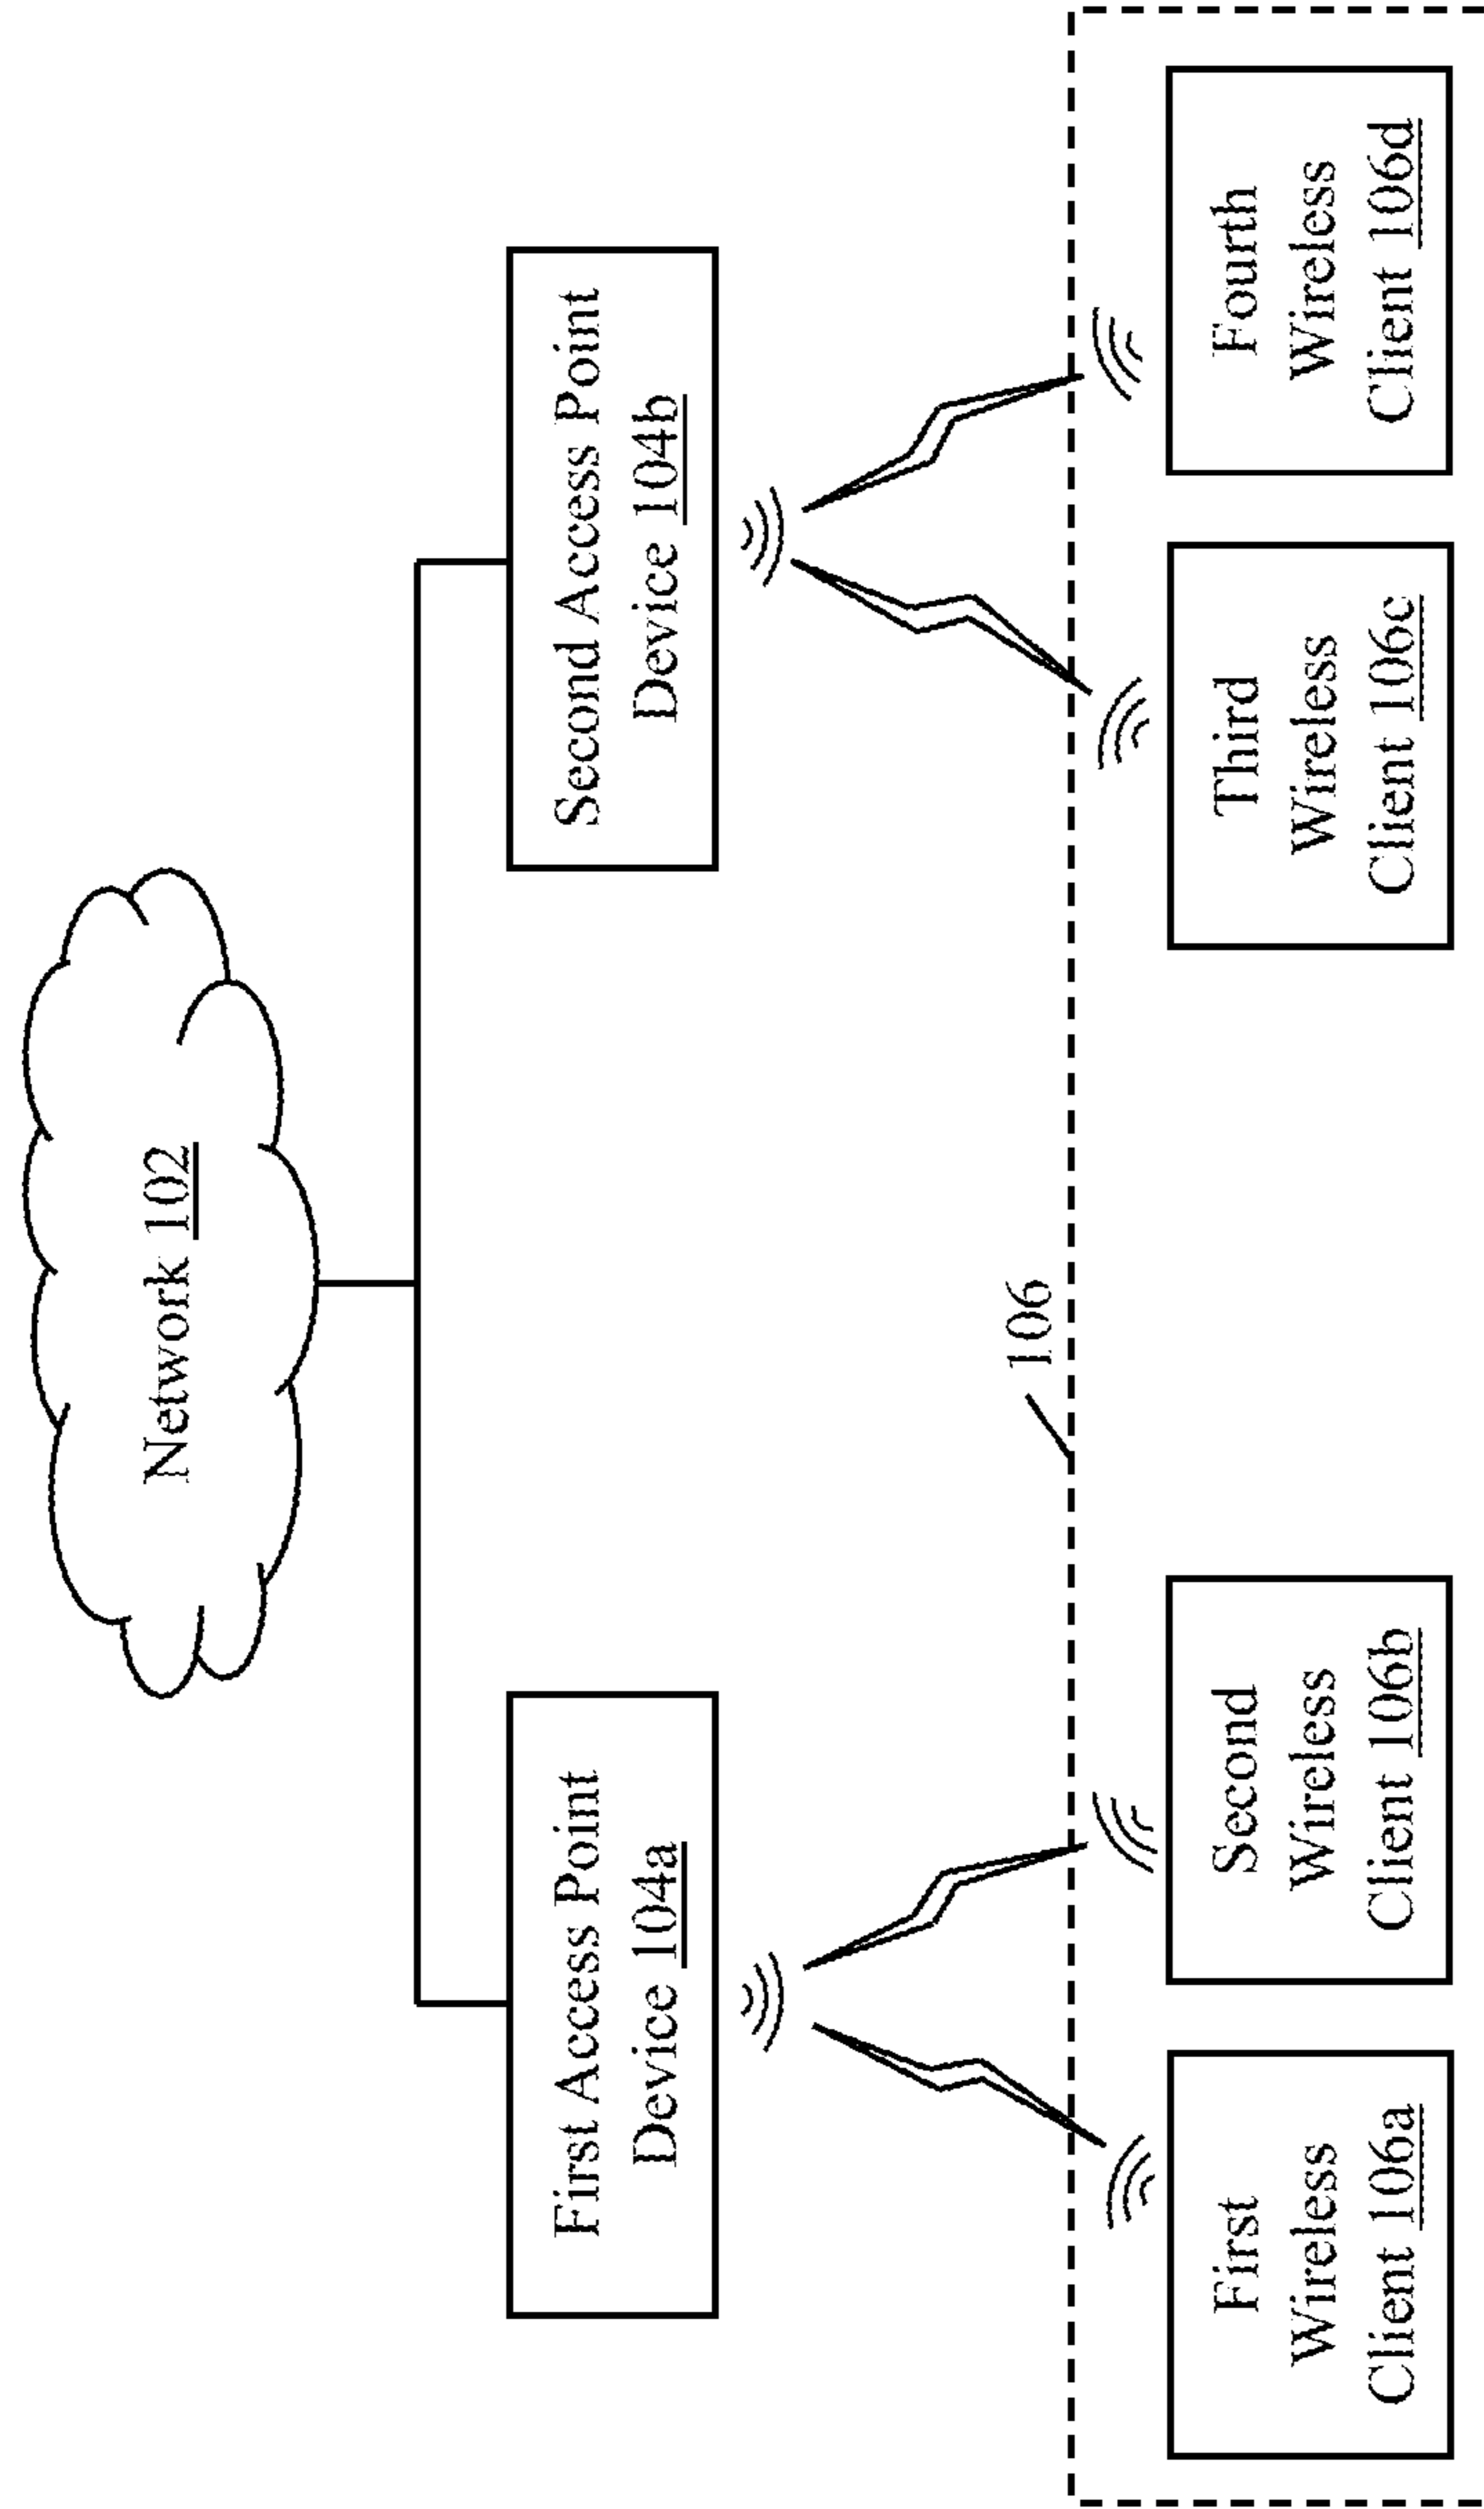 Network 102
First Access Point
Device 104a
Second Access Point
Device 104b
106
First
Wireless
Client 106a
Second
Wireless
Client 106b
Third
Wireless
Client 106c
Fourth
Wireless
Client 106d